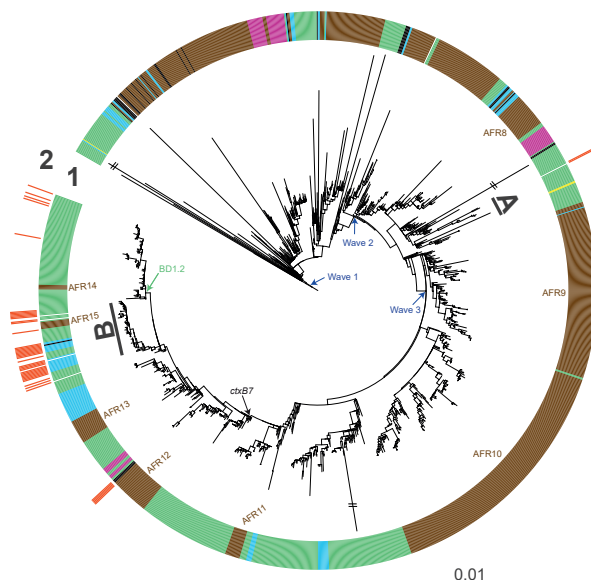 AFR8
2
1
A
Wave 2
BD1.2
Wave 1
AFR14
AFR9
Wave 3
AFR15
B
ctxB7
AFR13
AFR10
AFR12
AFR11
0.01